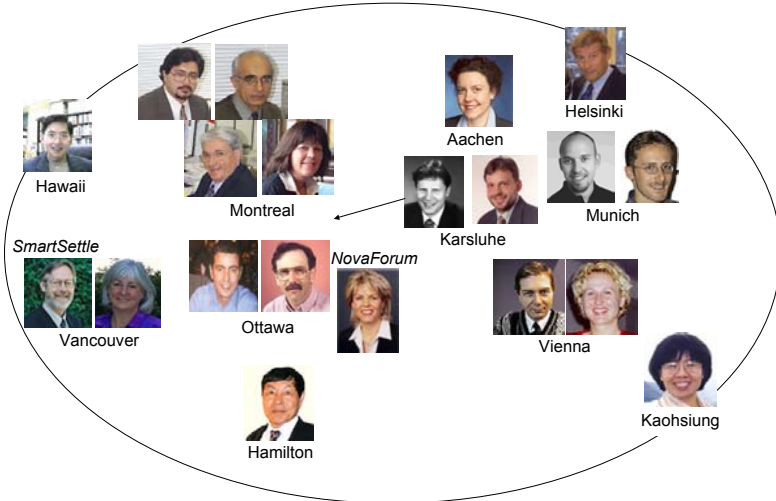 Helsinki
Aachen
Hawaii
Montreal
Munich
Karsluhe
SmartSettle
NovaForum
Ottawa
Vancouver
Vienna
Kaohsiung
Hamilton